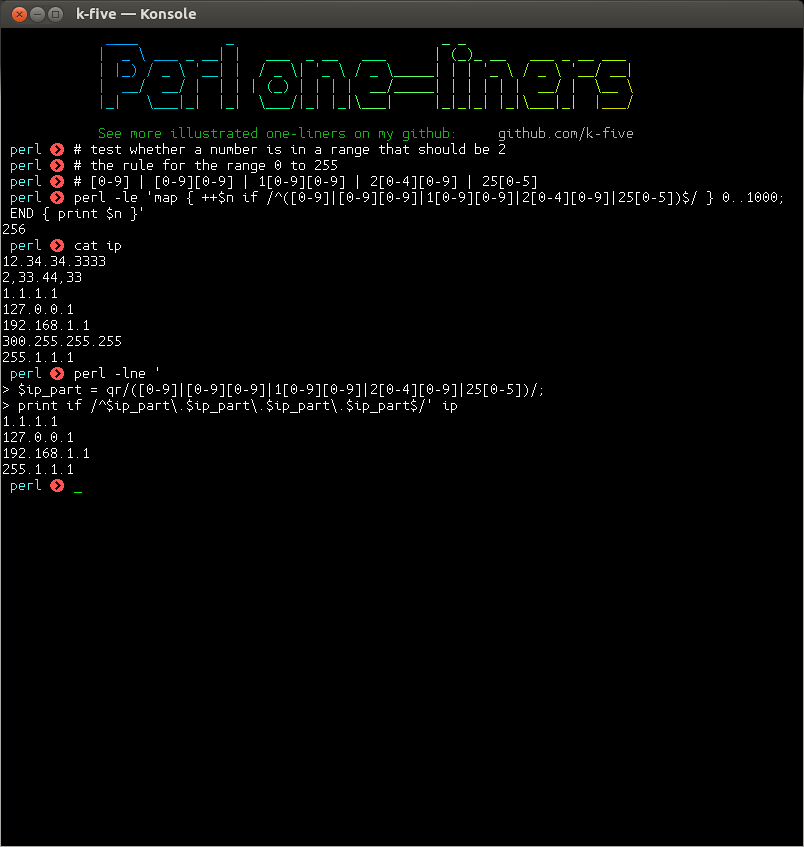 k-five — Konsole
Perl one-liners
See more illustrated one-liners on my github: github.com/k-five
perl # test whether a number is in a range that should be 2
perl # the rule for the range 0 to 255
perl # [0-9] | [0-9][0-9] | 1[0-9][0-9] | 2[0-4][0-9] | 25[0-5]
perl perl -le 'map { ++$n if /^([0-9]|[0-9][0-9]|1[0-9][0-9]|2[0-4][0-9]|25[0-5])$/ } 0..1000;
END { print $n }'
256
perl cat ip
12.34.34.3333
2,33.44,33
1.1.1.1
127.0.0.1
192.168.1.1
300.255.255.255
255.1.1.1
perl perl -lne '
> $ip_part = qr/([0-9]|[0-9][0-9]|1[0-9][0-9]|2[0-4][0-9]|25[0-5])/;
> print if /^$ip_part\.$ip_part\.$ip_part\.$ip_part$/' ip
1.1.1.1
127.0.0.1
192.168.1.1
255.1.1.1
perl _